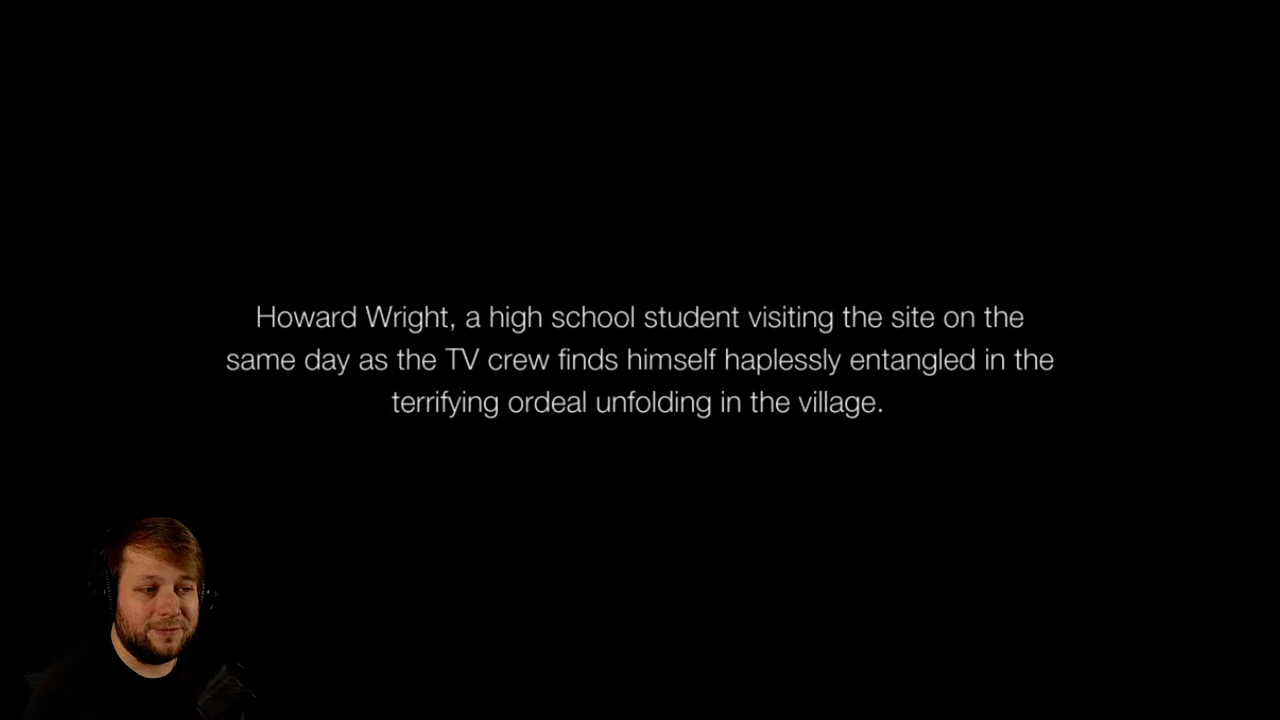 Howard Wright, a high school student visiting the site on the
same day as the TV crew finds himself haplessly entangled in the
terrifying ordeal unfolding in the village.